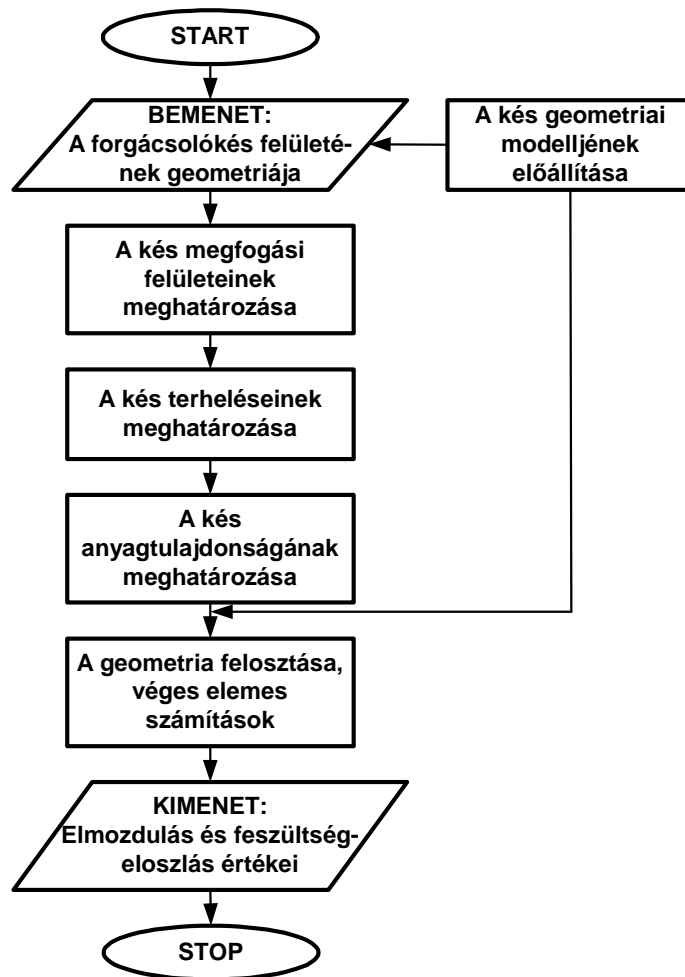 START
BEMENET:
A forgácsolókés felületé-
nek geometriája
A kés geometriai
modelljének
előállítása
A kés megfogási
felületeinek
meghatározása
A kés terheléseinek
meghatározása
A kés
anyagtulajdonságának
meghatározása
A geometria felosztása,
véges elemes
számítások
KIMENET:
Elmozdulás és feszültség-
eloszlás értékei
STOP